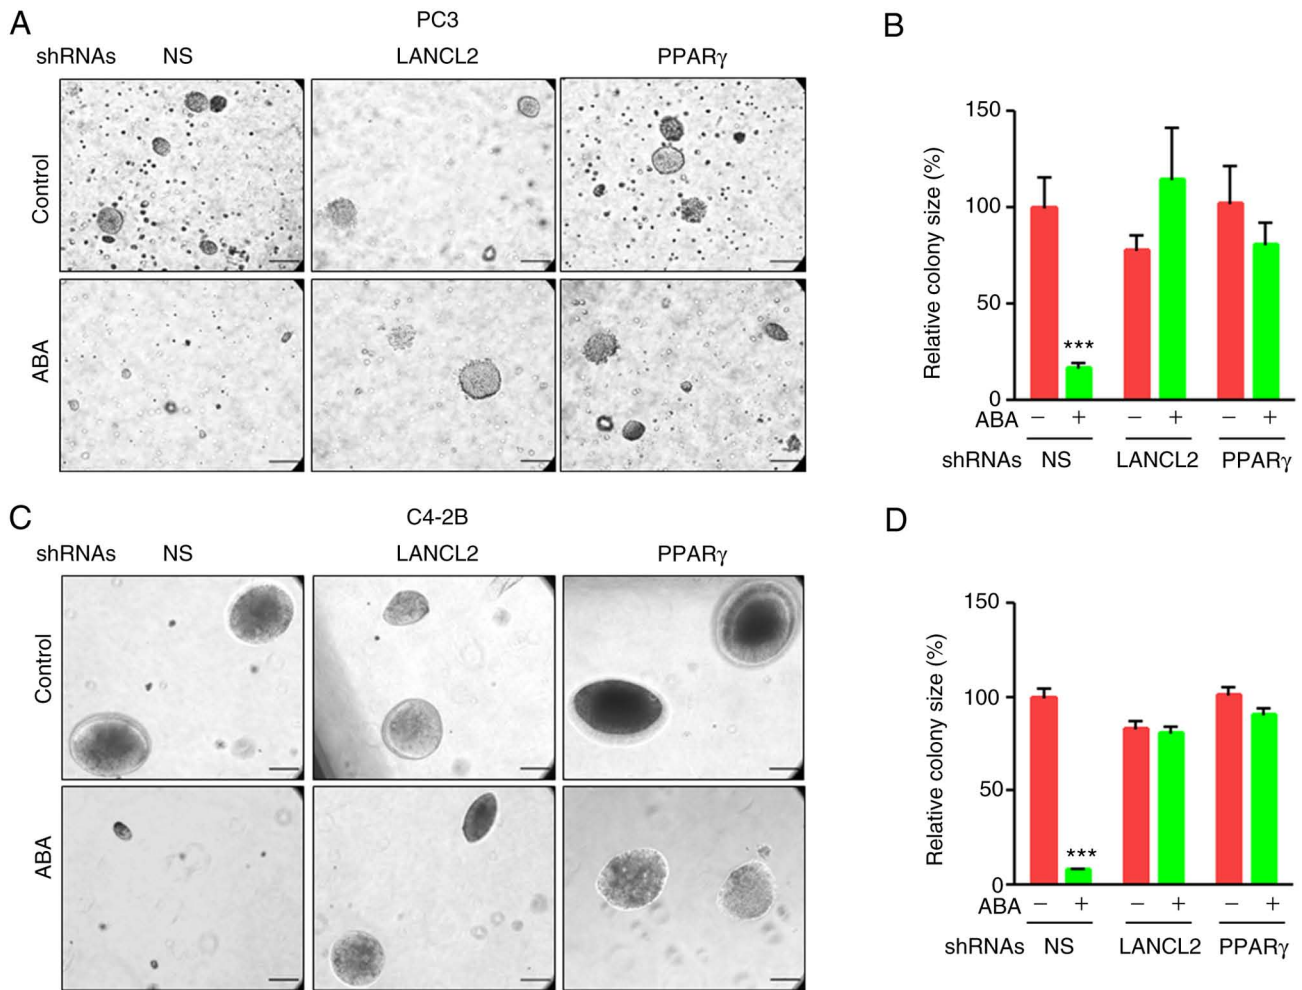 A
PC3
shRNAs NS LANCL2 PPARγ
Control
ABA
B
Relative colony size (%)
150
100
50
0
***
ABA − + − + − +
shRNAs NS LANCL2 PPARγ
C
C4-2B
shRNAs NS LANCL2 PPARγ
Control
ABA
D
Relative colony size (%)
150
100
50
0
***
ABA − + − + − +
shRNAs NS LANCL2 PPARγ